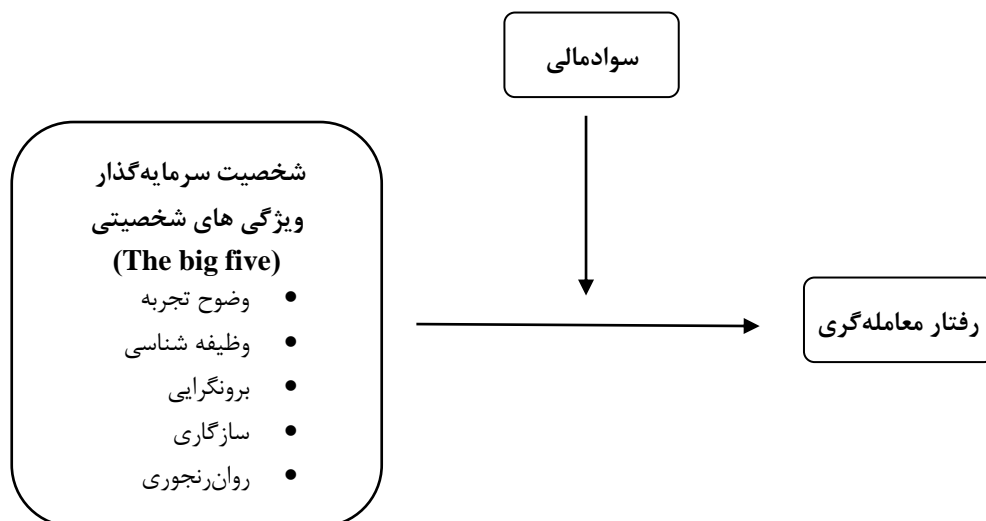 سوادمالی
شخصیت سرمایه‌گذار
ویژگی های شخصیتی
(The big five)
• وضوح تجربه
• وظیفه شناسی
• برونگرایی
• سازگاری
• روان‌رنجوری
رفتار معامله‌گری